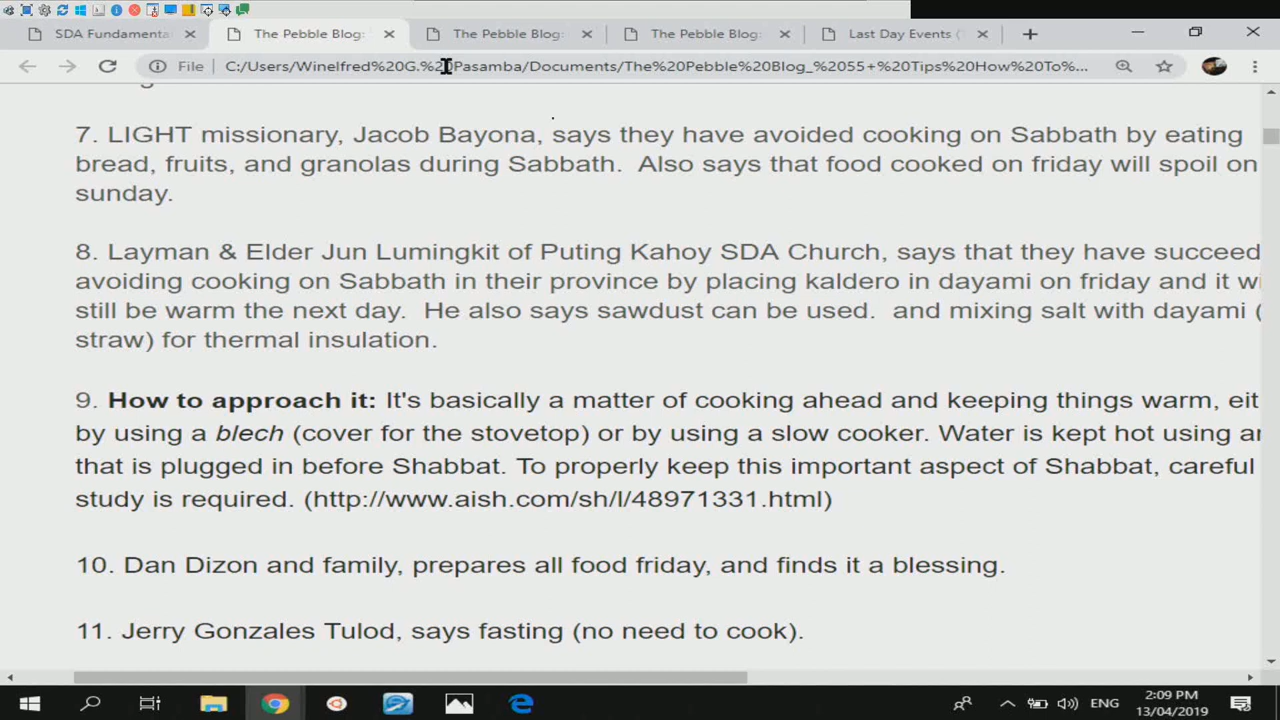 SDA Fundamenta
The Pebble Blog:
The Pebble Blog:
The Pebble Blog:
Last Day Events (
File
C:/Users/Winelfred%20G.%20Pasamba/Documents/The%20Pebble%20Blog_%2055+%20Tips%20How%20To%...
7. LIGHT missionary, Jacob Bayona, says they have avoided cooking on Sabbath by eating
bread, fruits, and granolas during Sabbath. Also says that food cooked on friday will spoil on
sunday.
8. Layman & Elder Jun Lumingkit of Puting Kahoy SDA Church, says that they have succeed
avoiding cooking on Sabbath in their province by placing kaldero in dayami on friday and it wi
still be warm the next day. He also says sawdust can be used. and mixing salt with dayami (
straw) for thermal insulation.
9. How to approach it: It's basically a matter of cooking ahead and keeping things warm, eit
by using a blech (cover for the stovetop) or by using a slow cooker. Water is kept hot using a
that is plugged in before Shabbat. To properly keep this important aspect of Shabbat, careful
study is required. (http://www.aish.com/sh/l/48971331.html)
10. Dan Dizon and family, prepares all food friday, and finds it a blessing.
11. Jerry Gonzales Tulod, says fasting (no need to cook).
ENG
2:09 PM
13/04/2019